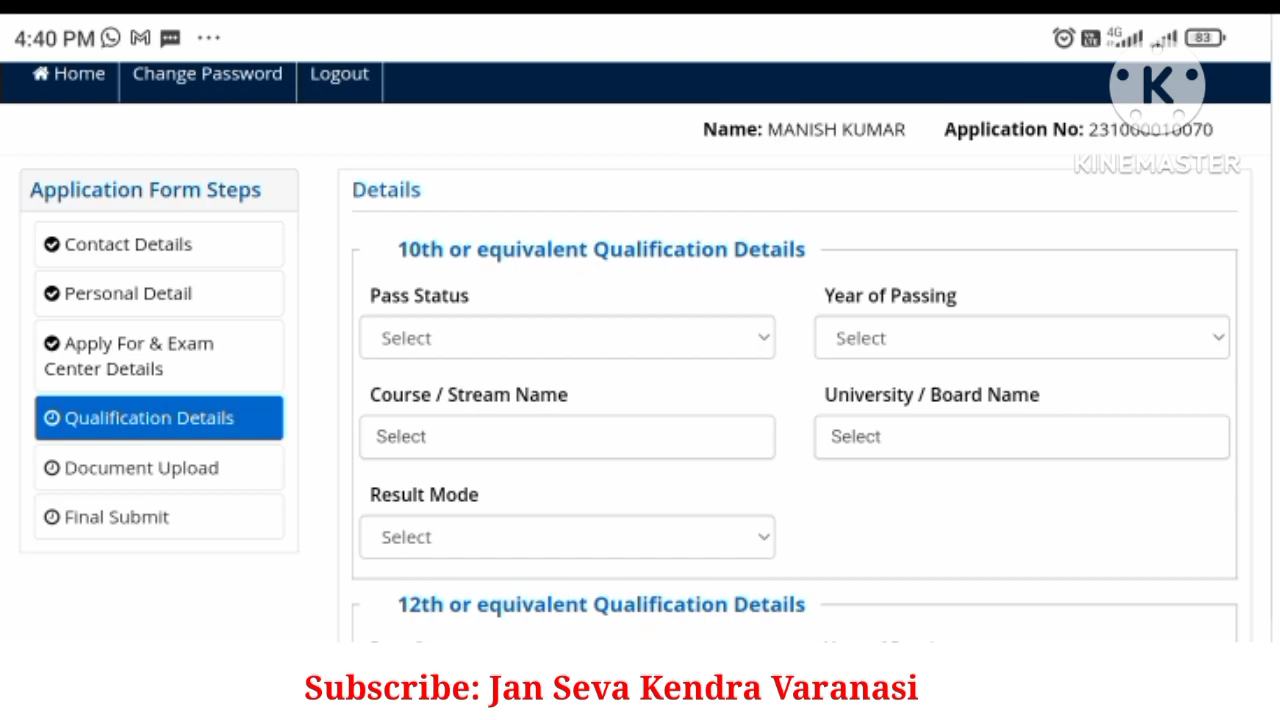 4:40 PM
4G
83
Home Change Password Logout
K
Name: MANISH KUMAR Application No: 231000010070
KINEMASTER
Application Form Steps
Contact Details
Personal Detail
Apply For & Exam
Center Details
Qualification Details
Document Upload
Final Submit
Details
10th or equivalent Qualification Details
Pass Status Year of Passing
Select Select
Course / Stream Name University / Board Name
Select Select
Result Mode
Select
12th or equivalent Qualification Details
Subscribe: Jan Seva Kendra Varanasi